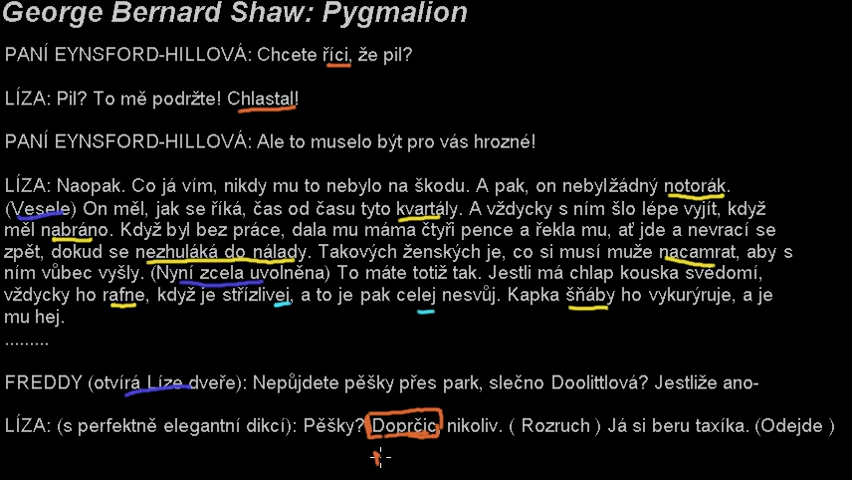 George Bernard Shaw: Pygmalion
PANÍ EYNSFORD-HILLOVÁ: Chcete říci, že pil?
LÍZA: Pil? To mě podržte! Chlastal!
PANÍ EYNSFORD-HILLOVÁ: Ale to muselo být pro vás hrozné!
LÍZA: Naopak. Co já vím, nikdy mu to nebylo na škodu. A pak, on nebylžádný notorák.
(Vesele) On měl, jak se říká, čas od času tyto kvartály. A vždycky s ním šlo lépe vyjít, když
měl nabráno. Když byl bez práce, dala mu máma čtyři pence a řekla mu, ať jde a nevrací se
zpět, dokud se nezhuláká do nálady. Takových ženských je, co si musí muže nacamrat, aby s
ním vůbec vyšly. (Nyní zcela uvolněna) To máte totiž tak. Jestli má chlap kouska svědomí,
vždycky ho rafne, když je střízlivej, a to je pak celej nesvůj. Kapka šňáby ho vykurýruje, a je
mu hej.
.........
FREDDY (otvírá Líze dveře): Nepůjdete pěšky přes park, slečno Doolittlová? Jestliže ano-
LÍZA: (s perfektně elegantní dikcí): Pěšky? Doprčic, nikoliv. ( Rozruch ) Já si beru taxíka. (Odejde )